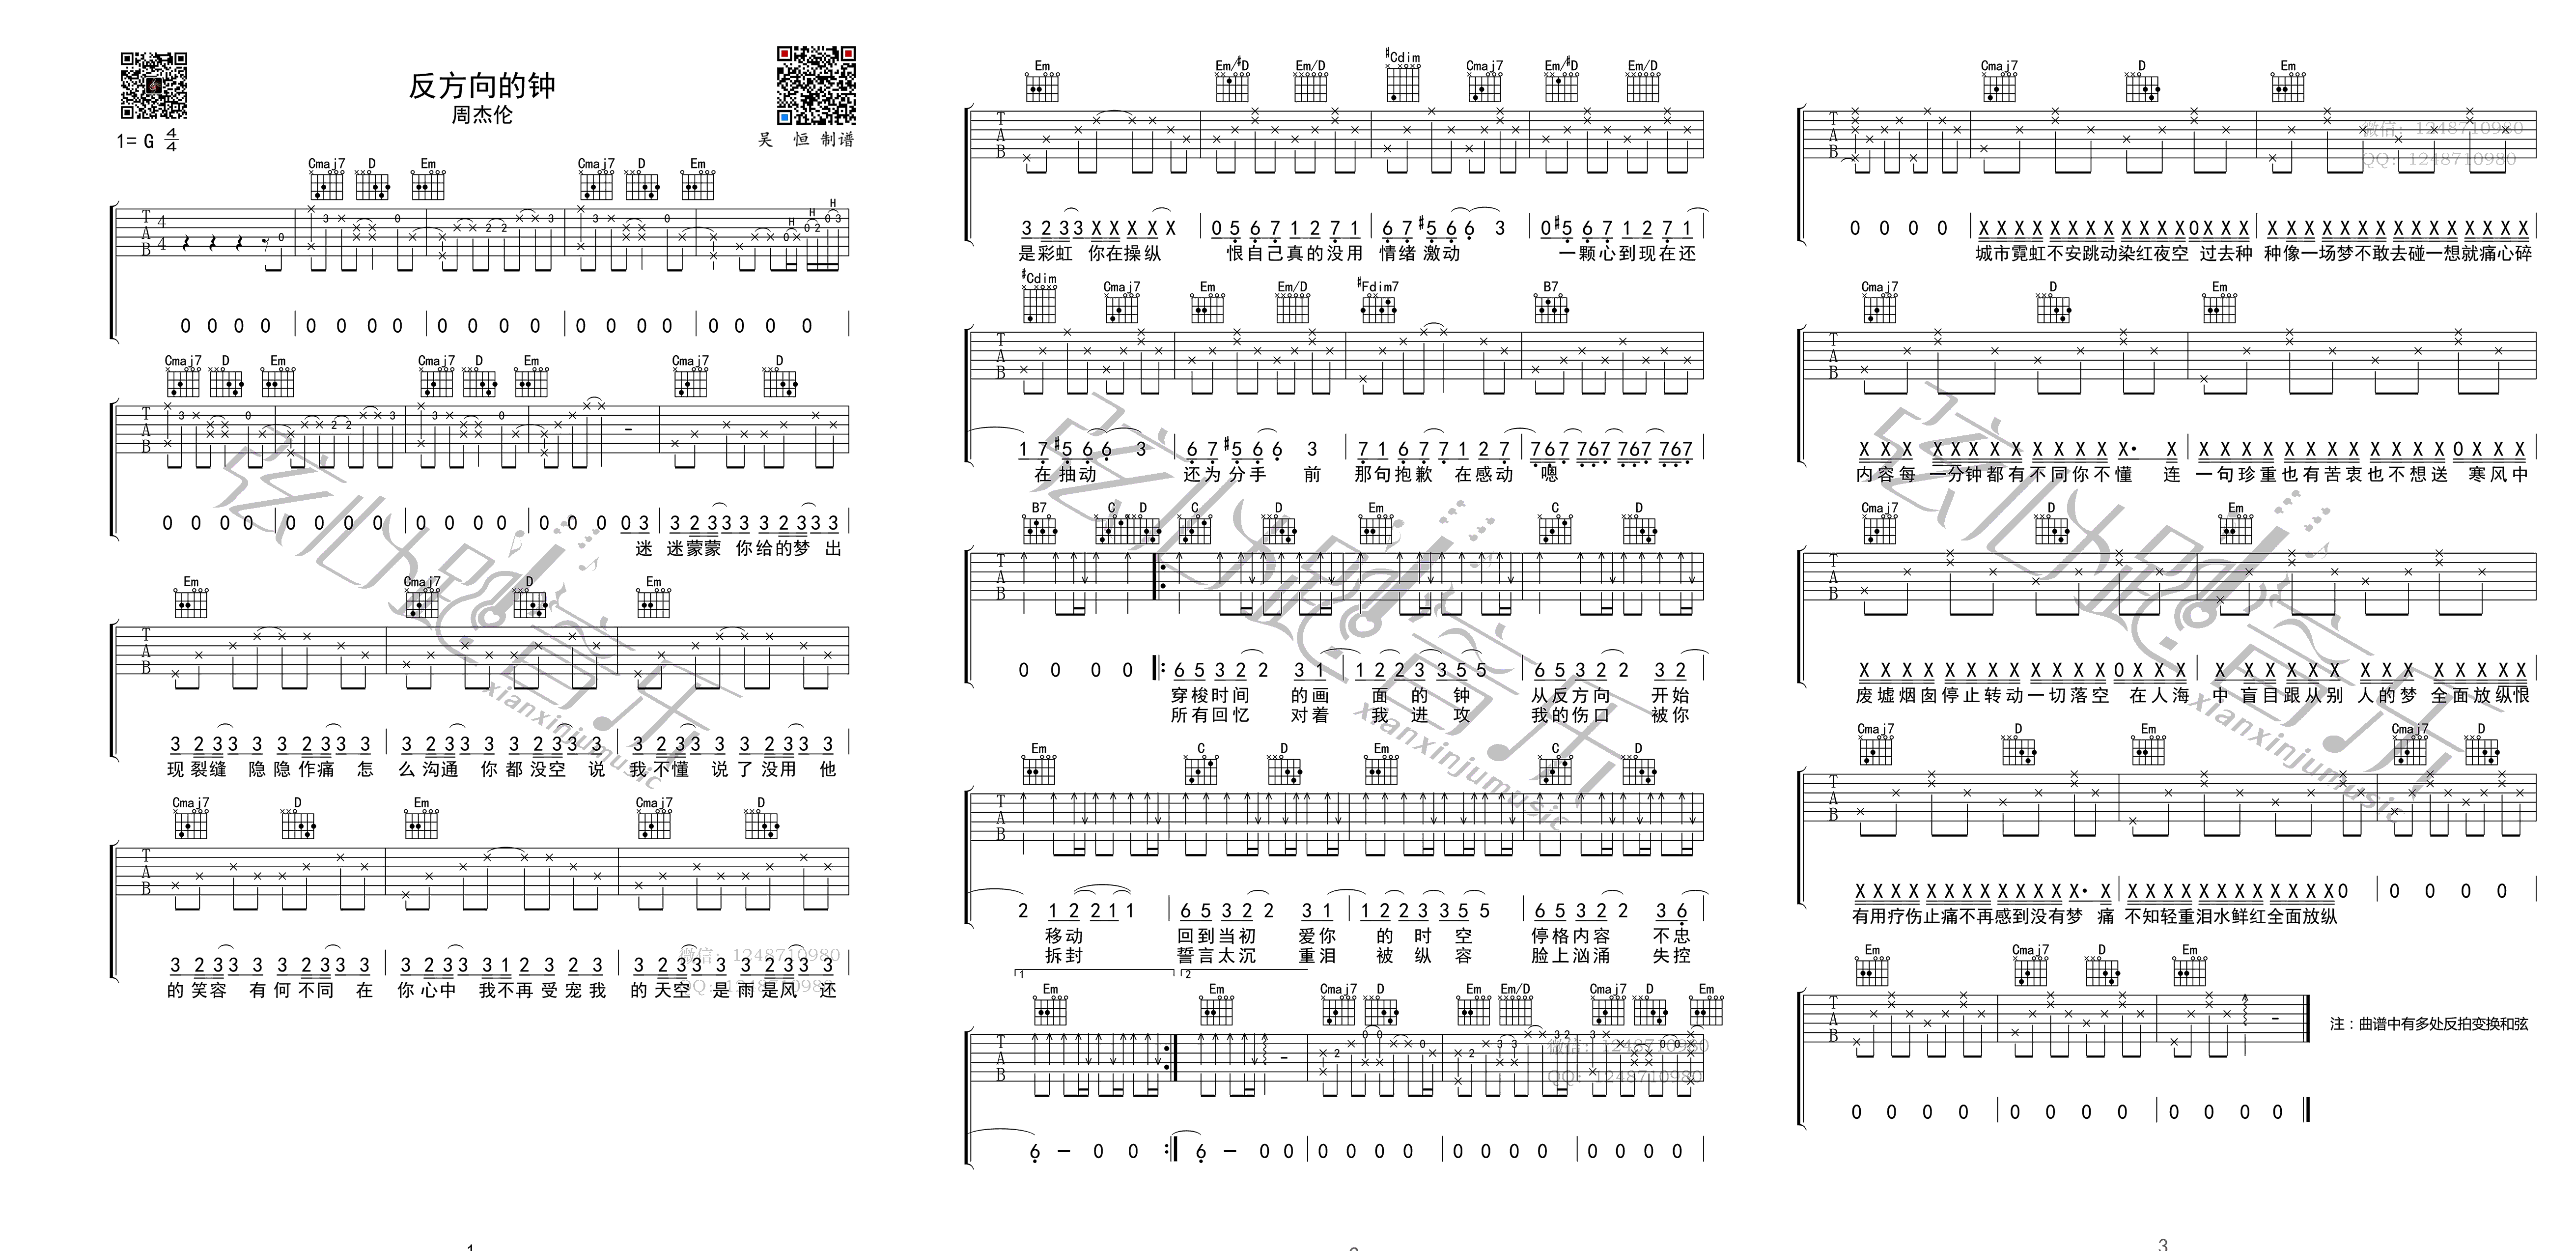 反方向的钟
周杰伦
1= G 4/4
吴 恒 制谱
Cmaj7 D Em Cmaj7 D Em
0 0 0 0 0 0 0 0 0 0 0 0 0 0 0 0 0 0 0 0
Cmaj7 D Em Cmaj7 D Em Cmaj7 D
0 0 0 0 0 0 0 0 0 0 0 0 0 0 0 0 3 3 2 3 3 3 3 2 3 3 3
迷 迷蒙蒙 你给的梦 出
Em Cmaj7 D Em
3 2 3 3 3 3 2 3 3 3 3 2 3 3 3 3 2 3 3 3 3 2 3 3 3 3 2 3 3 3
现裂缝 隐隐作痛 怎 么沟通 你都没空 说 我不懂 说了没用 他
Cmaj7 D Em Cmaj7 D
3 2 3 3 3 3 2 3 3 3 3 2 3 3 3 1 2 3 2 3 3 2 3 3 3 3 2 3 3 3
的笑容 有何不同 在 你心中 我不再受宠我 的天空 是雨是风 还
微信: 1248710980
QQ: 1248710980
1
Em Em/#D Em/D #Cdim Cmaj7 Em/#D Em/D
3 2 3 3 X X X X X 0 5 6 7 1 2 7 1 6 7 #5 6 6 3 0 #5 6 7 1 2 7 1
是彩虹 你在操纵 恨自己真的没用 情绪激动 一颗心到现在还
#Cdim Cmaj7 Em Em/D #Fdim7 B7
1 7 #5 6 6 3 6 7 #5 6 6 3 7 1 6 7 7 1 2 7 767 767 767 767
在抽动 还为分手 前 那句抱歉 在感动 嗯
B7 C D C D Em C D
0 0 0 0 6 5 3 2 2 3 1 1 2 2 3 3 5 5 6 5 3 2 2 3 2
穿梭时间 的画 面 的 钟 从反方向 开始
所有回忆 对着 我 进 攻 我的伤口 被你
Em C D Em C D
2 1 2 2 1 1 6 5 3 2 2 3 1 1 2 2 3 3 5 5 6 5 3 2 2 3 6
移动 回到当初 爱你 的 时 空 停格内容 不忠
拆封 誓言太沉 重泪 被 纵 容 脸上汹涌 失控
1 2
Em Em Cmaj7 D Em Em/D Cmaj7 D Em
微信: 1248710980
QQ: 1248710980
6 – 0 0 6 – 0 0 0 0 0 0 0 0 0 0 0 0 0 0
Cmaj7 D Em
微信: 1248710980
QQ: 1248710980
0 0 0 0 X X X X X X X X X X X X 0 X X X X X X X X X X X X X X X X X X X
城市霓虹不安跳动染红夜空 过去种 种像一场梦不敢去碰一想就痛心碎
Cmaj7 D Em
X X X X X X X X X X X X· X X X X X X X X X X X X X 0 X X X
内容每 一分钟都有不同你不懂 连 一句珍重也有苦衷也不想送 寒风中
Cmaj7 D Em
X X X X X X X X X X X X 0 X X X X X X X X X X X X X X X X X
废墟烟囱停止转动一切落空 在人海 中盲目跟从别 人的梦 全面放纵恨
Cmaj7 D Em Cmaj7 D
X X X X X X X X X X X X X· X X X X X X X X X X X X X 0 0 0 0 0
有用疗伤止痛不再感到没有梦 痛 不知轻重泪水鲜红全面放纵
Em Cmaj7 D Em
注：曲谱中有多处反拍变换和弦
0 0 0 0 0 0 0 0 0 0 0 0
3
弦心距音乐
xianxinjumusic
弦心距音乐
xianxinjumusic
弦心距音乐
xianxinjumusic